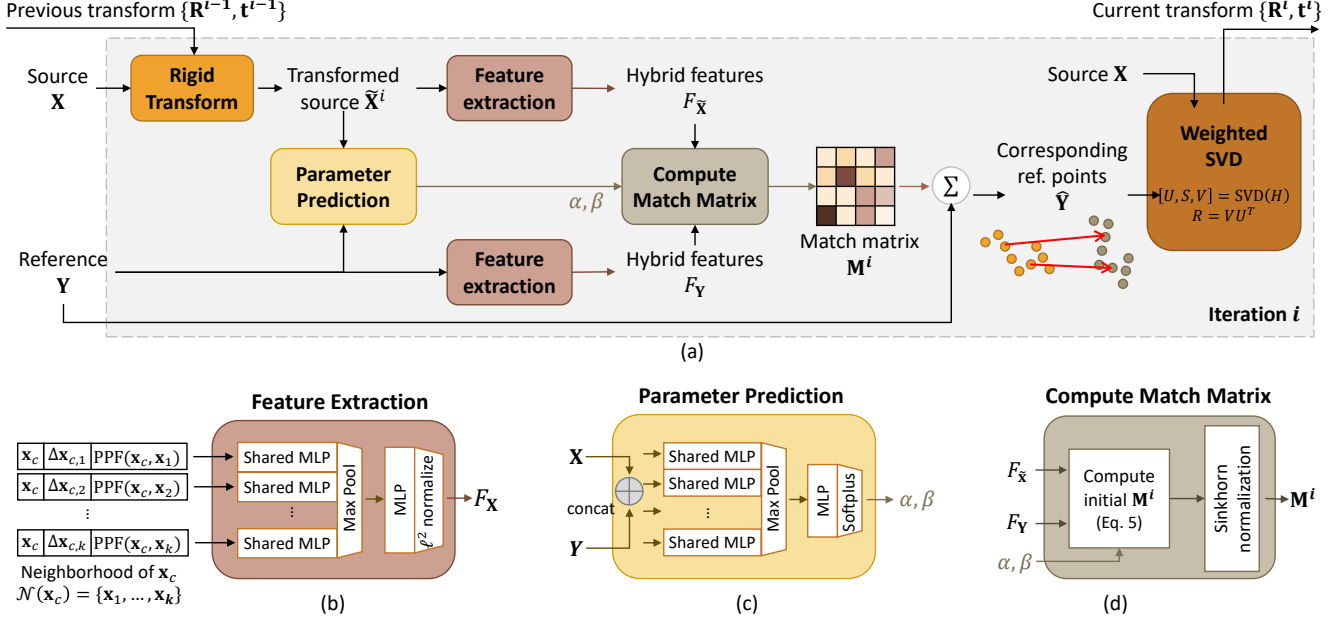 Previous transform {R^{i−1}, t^{i−1}}
Current transform {R^i, t^i}
Source
X
Rigid
Transform
Transformed
source X̃^i
Feature
extraction
Hybrid features
F_X̃
Source X
Weighted
SVD
[U, S, V] = SVD(H)
R = VU^T
Parameter
Prediction
α, β
Compute
Match Matrix
Match matrix
M^i
Σ
Corresponding
ref. points
Ŷ
Reference
Y
Feature
extraction
Hybrid features
F_Y
Iteration i
(a)
Feature Extraction
x_c Δx_{c,1} PPF(x_c, x_1)
x_c Δx_{c,2} PPF(x_c, x_2)
⋮
x_c Δx_{c,k} PPF(x_c, x_k)
Neighborhood of x_c
𝒩(x_c) = {x_1, …, x_k}
Shared MLP
Shared MLP
⋮
Shared MLP
Max Pool
MLP
ℓ² normalize
F_X
(b)
Parameter Prediction
X
concat
Y
Shared MLP
Shared MLP
⋮
Shared MLP
Max Pool
MLP
Softplus
α, β
(c)
Compute Match Matrix
F_x̃
F_Y
α, β
Compute
initial M^i
(Eq. 5)
Sinkhorn
normalization
M^i
(d)